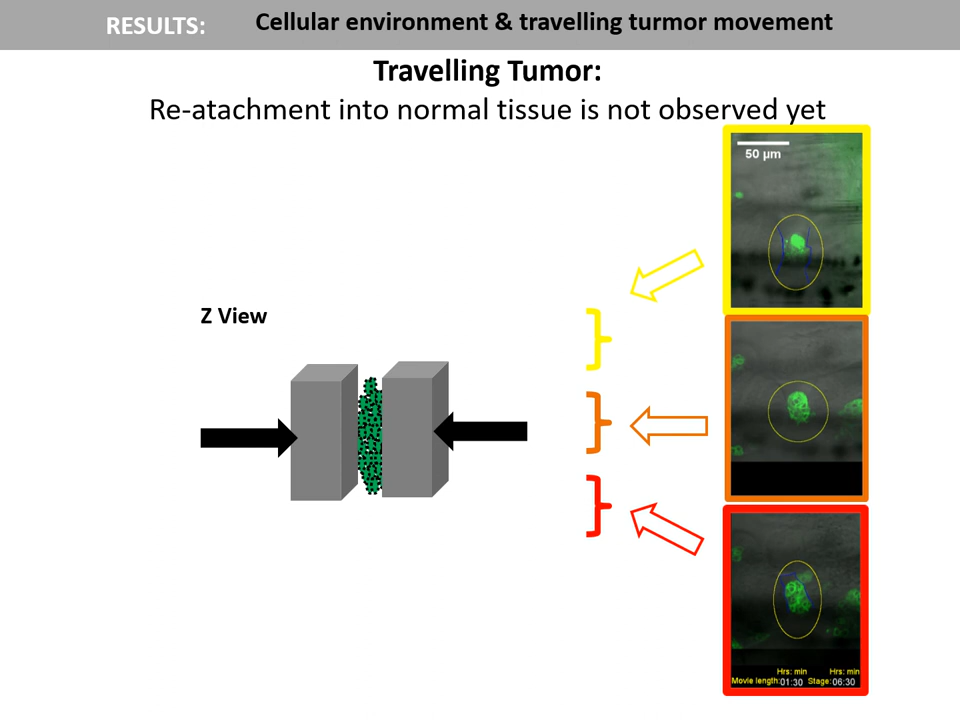 RESULTS: Cellular environment & travelling turmor movement
Travelling Tumor:
Re-atachment into normal tissue is not observed yet
50 µm
Z View
Hrs: min Hrs: min
Movie length:01:30 Stage:06:30